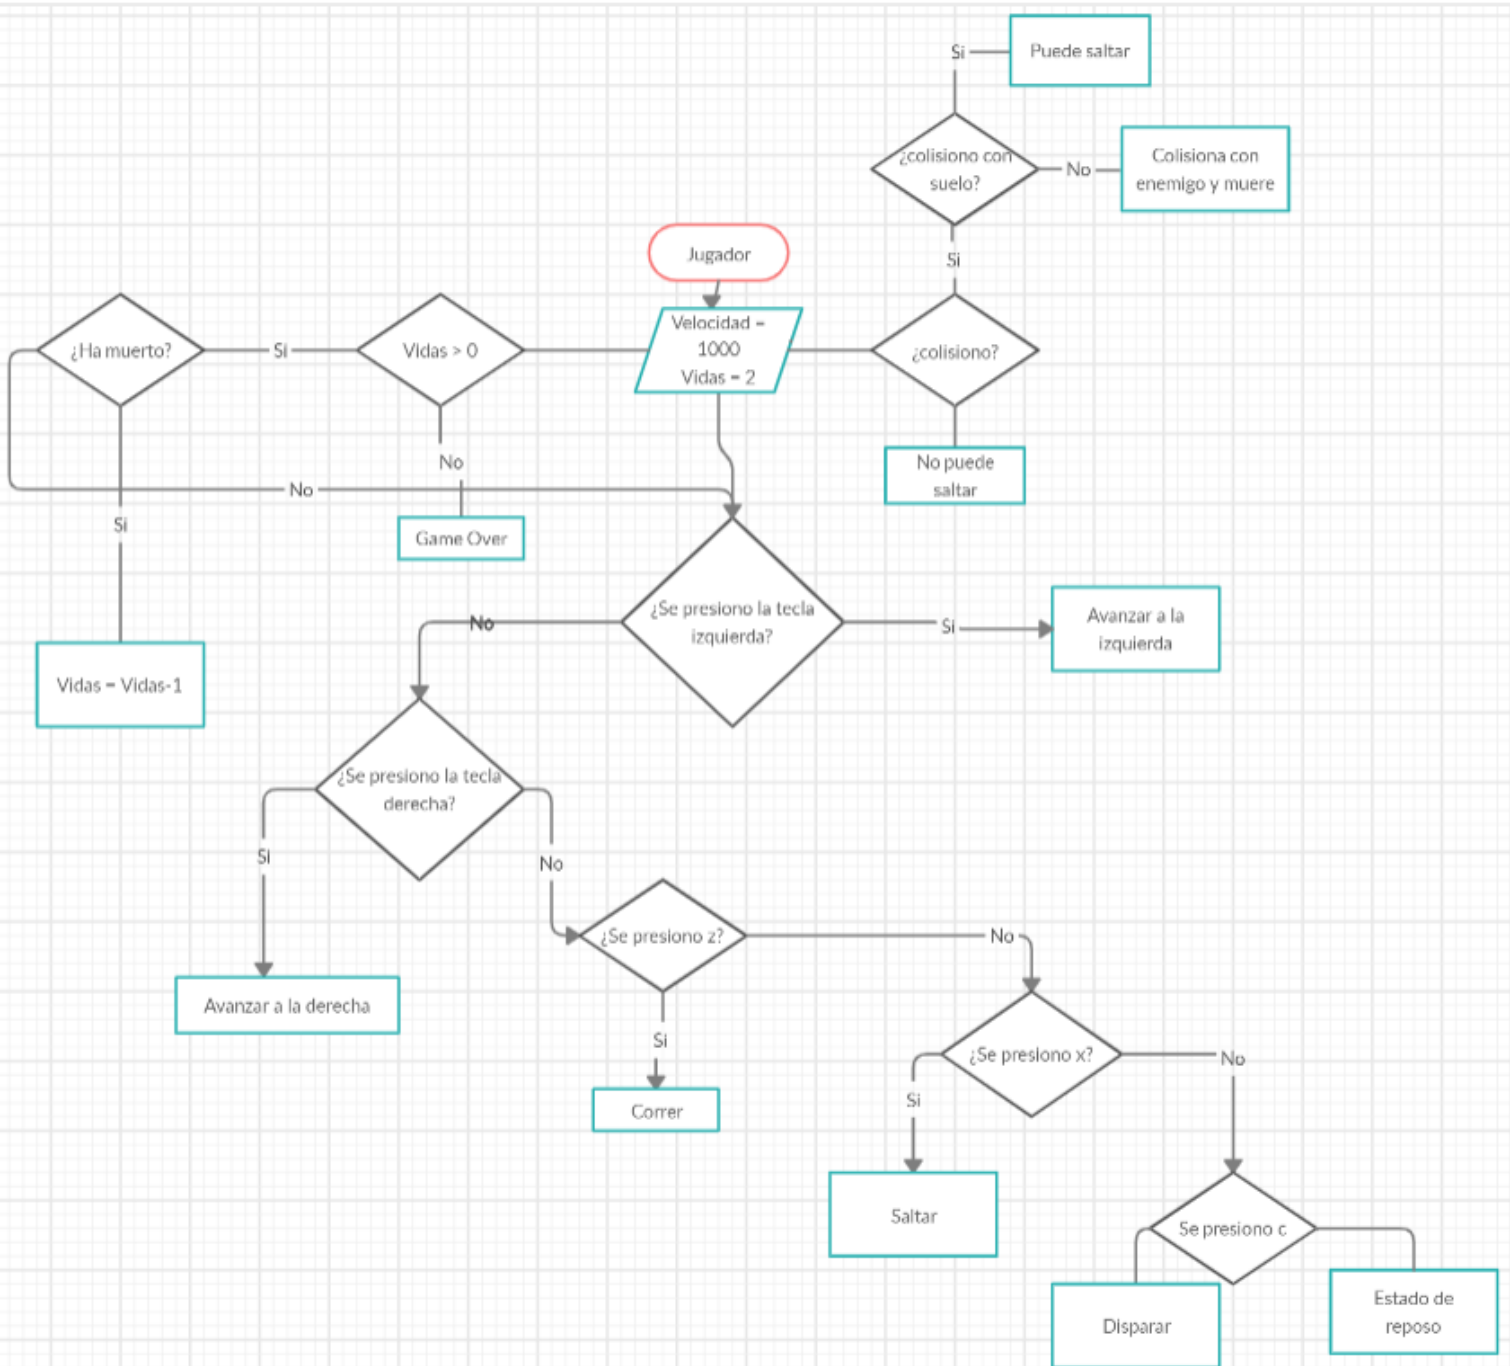 Si
Puede saltar
¿colisiono con
suelo?
No
Colisiona con
enemigo y muere
Jugador
Si
¿Ha muerto?
Si
Vidas > 0
Velocidad =
1000
Vidas = 2
¿colisiono?
No
No puede
saltar
No
Si
Game Over
¿Se presiono la tecla
izquierda?
Si
Avanzar a la
izquierda
No
Vidas = Vidas-1
¿Se presiono la tecla
derecha?
Si
No
¿Se presiono z?
No
Avanzar a la derecha
Si
¿Se presiono x?
No
Correr
Si
Saltar
Se presiono c
Disparar
Estado de
reposo